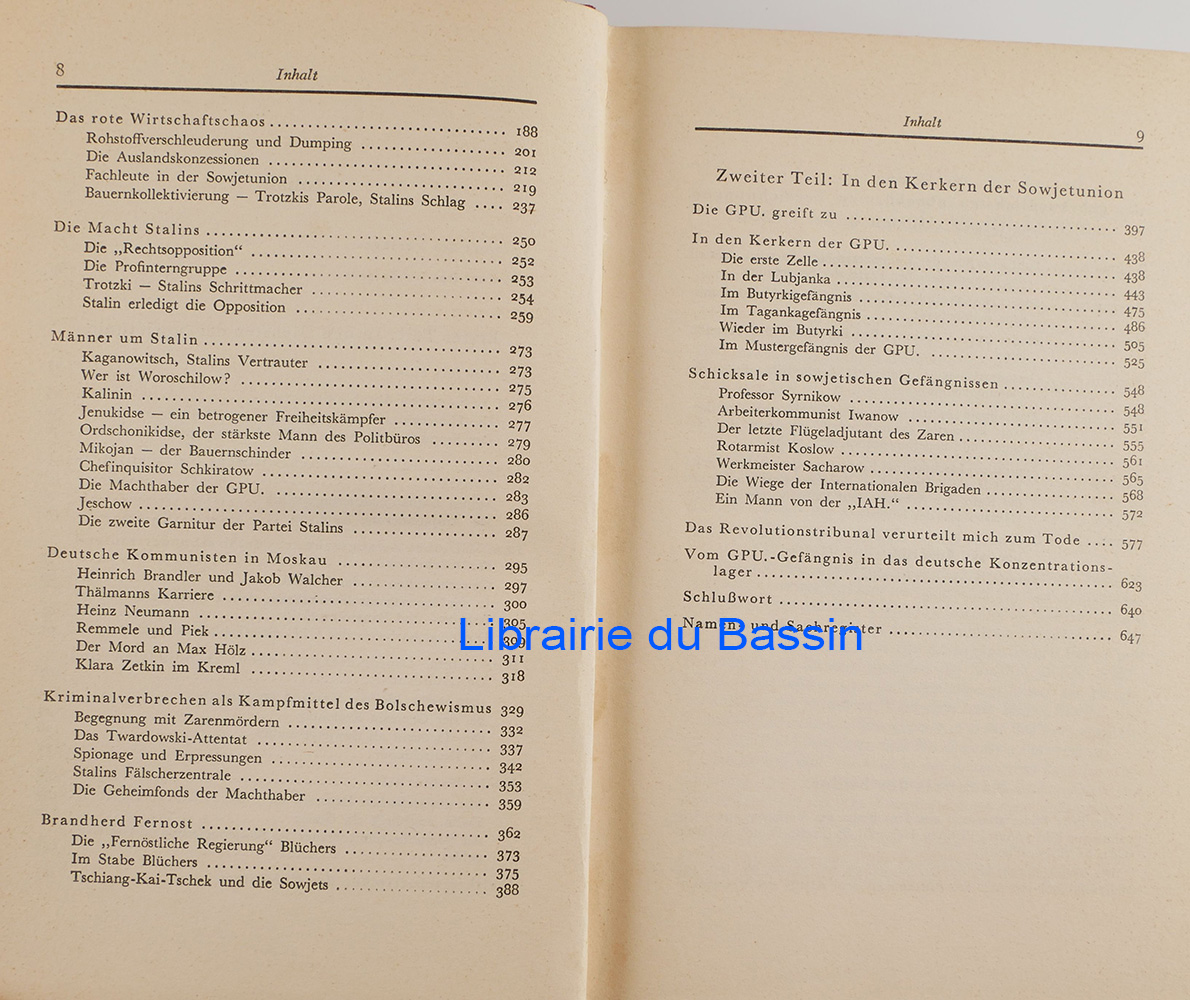 8
Inhalt
Das rote Wirtschaftschaos ........ 188
Rohstoffverschleuderung und Dumping ........ 201
Die Auslandskonzessionen ........ 212
Fachleute in der Sowjetunion ........ 219
Bauernkollektivierung — Trotzkis Parole, Stalins Schlag .... 237
Die Macht Stalins ........ 250
Die „Rechtsopposition“ ........ 252
Die Profinterngruppe ........ 253
Trotzki — Stalins Schrittmacher ........ 254
Stalin erledigt die Opposition ........ 259
Männer um Stalin ........ 273
Kaganowitsch, Stalins Vertrauter ........ 273
Wer ist Woroschilow? ........ 275
Kalinin ........ 276
Jenukidse — ein betrogener Freiheitskämpfer ........ 277
Ordschonikidse, der stärkste Mann des Politbüros ........ 279
Mikojan — der Bauernschinder ........ 280
Chefinquisitor Schkiratow ........ 282
Die Machthaber der GPU. ........ 283
Jeschow ........ 286
Die zweite Garnitur der Partei Stalins ........ 287
Deutsche Kommunisten in Moskau ........ 295
Heinrich Brandler und Jakob Walcher ........ 297
Thälmanns Karriere ........ 300
Heinz Neumann ........ 305
Remmele und Piek ........ 309
Der Mord an Max Hölz ........ 311
Klara Zetkin im Kreml ........ 318
Kriminalverbrechen als Kampfmittel des Bolschewismus 329
Begegnung mit Zarenmördern ........ 332
Das Twardowski-Attentat ........ 337
Spionage und Erpressungen ........ 342
Stalins Fälscherzentrale ........ 353
Die Geheimfonds der Machthaber ........ 359
Brandherd Fernost ........ 362
Die „Fernöstliche Regierung“ Blüchers ........ 373
Im Stabe Blüchers ........ 375
Tschiang-Kai-Tschek und die Sowjets ........ 388
Inhalt
9
Zweiter Teil: In den Kerkern der Sowjetunion
Die GPU. greift zu ........ 397
In den Kerkern der GPU. ........ 438
Die erste Zelle ........ 438
In der Lubjanka ........ 443
Im Butyrkigefängnis ........ 475
Im Tagankagefängnis ........ 486
Wieder im Butyrki ........ 505
Im Mustergefängnis der GPU. ........ 525
Schicksale in sowjetischen Gefängnissen ........ 548
Professor Syrnikow ........ 548
Arbeiterkommunist Iwanow ........ 551
Der letzte Flügeladjutant des Zaren ........ 555
Rotarmist Koslow ........ 561
Werkmeister Sacharow ........ 565
Die Wiege der Internationalen Brigaden ........ 568
Ein Mann von der „IAH.“ ........ 572
Das Revolutionstribunal verurteilt mich zum Tode .... 577
Vom GPU.-Gefängnis in das deutsche Konzentrations-
lager ........ 623
Schlußwort ........ 640
Namen- und Sachregister ........ 647
Librairie du Bassin